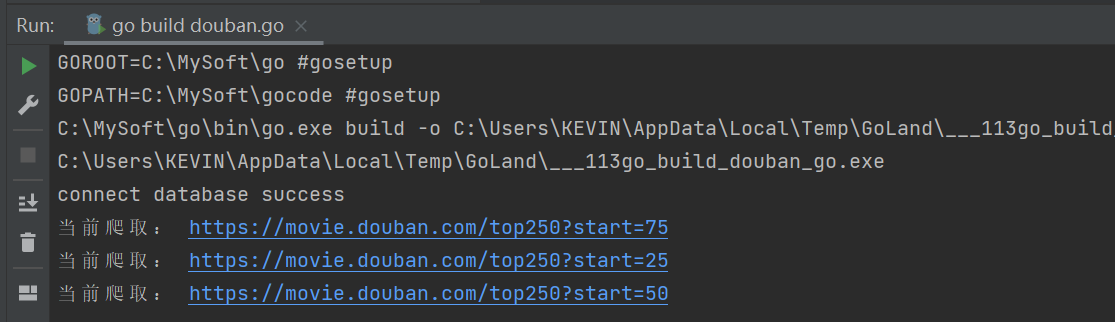 Run: go build douban.go
GOROOT=C:\MySoft\go #gosetup
GOPATH=C:\MySoft\gocode #gosetup
C:\MySoft\go\bin\go.exe build -o C:\Users\KEVIN\AppData\Local\Temp\GoLand\___113go_build_
C:\Users\KEVIN\AppData\Local\Temp\GoLand\___113go_build_douban_go.exe
connect database success
当前爬取： https://movie.douban.com/top250?start=75
当前爬取： https://movie.douban.com/top250?start=25
当前爬取： https://movie.douban.com/top250?start=50